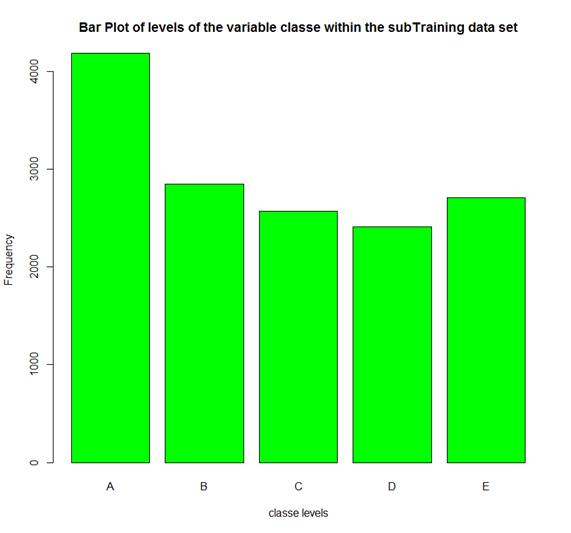 Bar Plot of levels of the variable classe within the subTraining data set
4000
3000
2000
1000
0
Frequency
A B C D E
classe levels